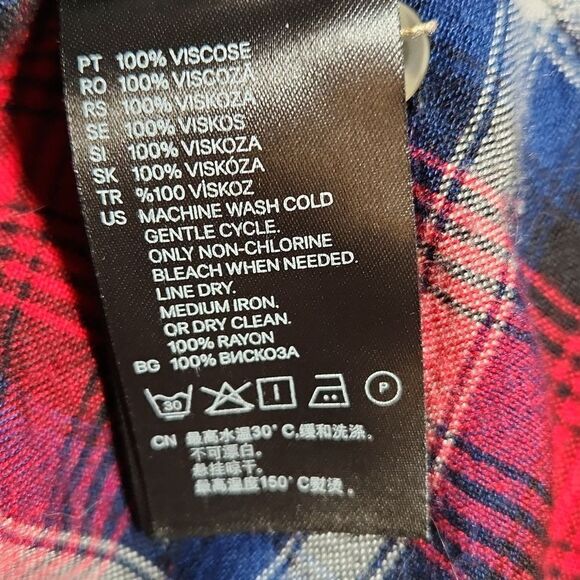 PT 100% VISCOSE
RO 100% VISCOZA
RS 100% VISKOZA
SE 100% VISKOS
SI 100% VISKOZA
SK 100% VISKÓZA
TR %100 VİSKOZ
US MACHINE WASH COLD
GENTLE CYCLE.
ONLY NON-CHLORINE
BLEACH WHEN NEEDED.
LINE DRY.
MEDIUM IRON.
OR DRY CLEAN.
100% RAYON
BG 100% ВИСКОЗА
30 P
CN 最高水温30°C,缓和洗涤。
不可漂白。
悬挂晾干。
最高温度150°C熨烫。